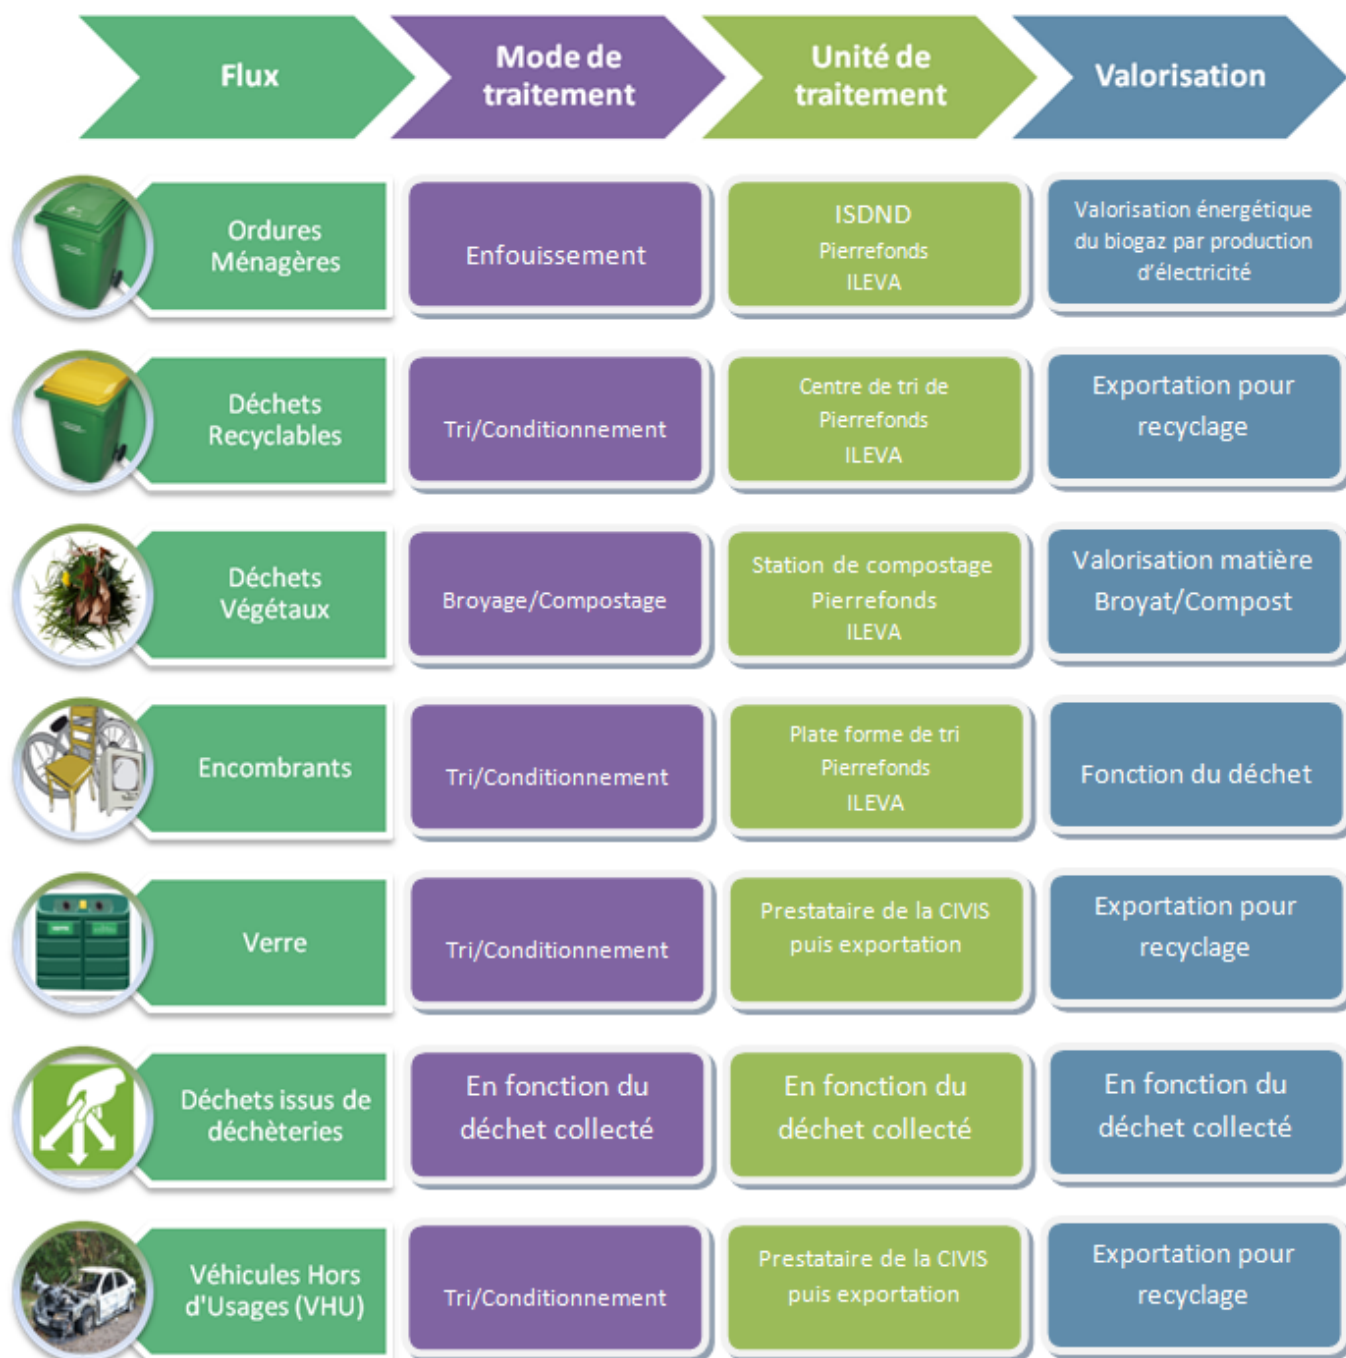 Flux
Mode de
traitement
Unité de
traitement
Valorisation
Ordures
Ménagères
Enfouissement
ISDND
Pierrefonds
ILEVA
Valorisation énergétique
du biogaz par production
d'électricité
Déchets
Recyclables
Tri/Conditionnement
Centre de tri de
Pierrefonds
ILEVA
Exportation pour
recyclage
Déchets
Végétaux
Broyage/Compostage
Station de compostage
Pierrefonds
ILEVA
Valorisation matière
Broyat/Compost
Encombrants
Tri/Conditionnement
Plate forme de tri
Pierrefonds
ILEVA
Fonction du déchet
Verre
Tri/Conditionnement
Prestataire de la CIVIS
puis exportation
Exportation pour
recyclage
Déchets issus de
déchèteries
En fonction du
déchet collecté
En fonction du
déchet collecté
En fonction du
déchet collecté
Véhicules Hors
d'Usages (VHU)
Tri/Conditionnement
Prestataire de la CIVIS
puis exportation
Exportation pour
recyclage